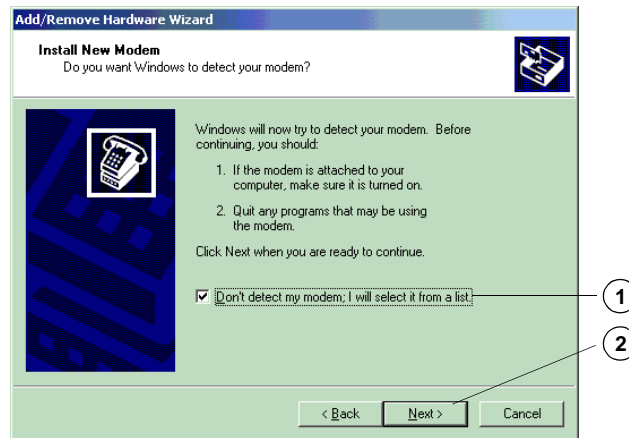 Add/Remove Hardware Wizard
Install New Modem
Do you want Windows to detect your modem?
Windows will now try to detect your modem. Before
continuing, you should:
1. If the modem is attached to your
computer, make sure it is turned on.
2. Quit any programs that may be using
the modem.
Click Next when you are ready to continue.
Don't detect my modem; I will select it from a list.
1
2
< Back Next > Cancel